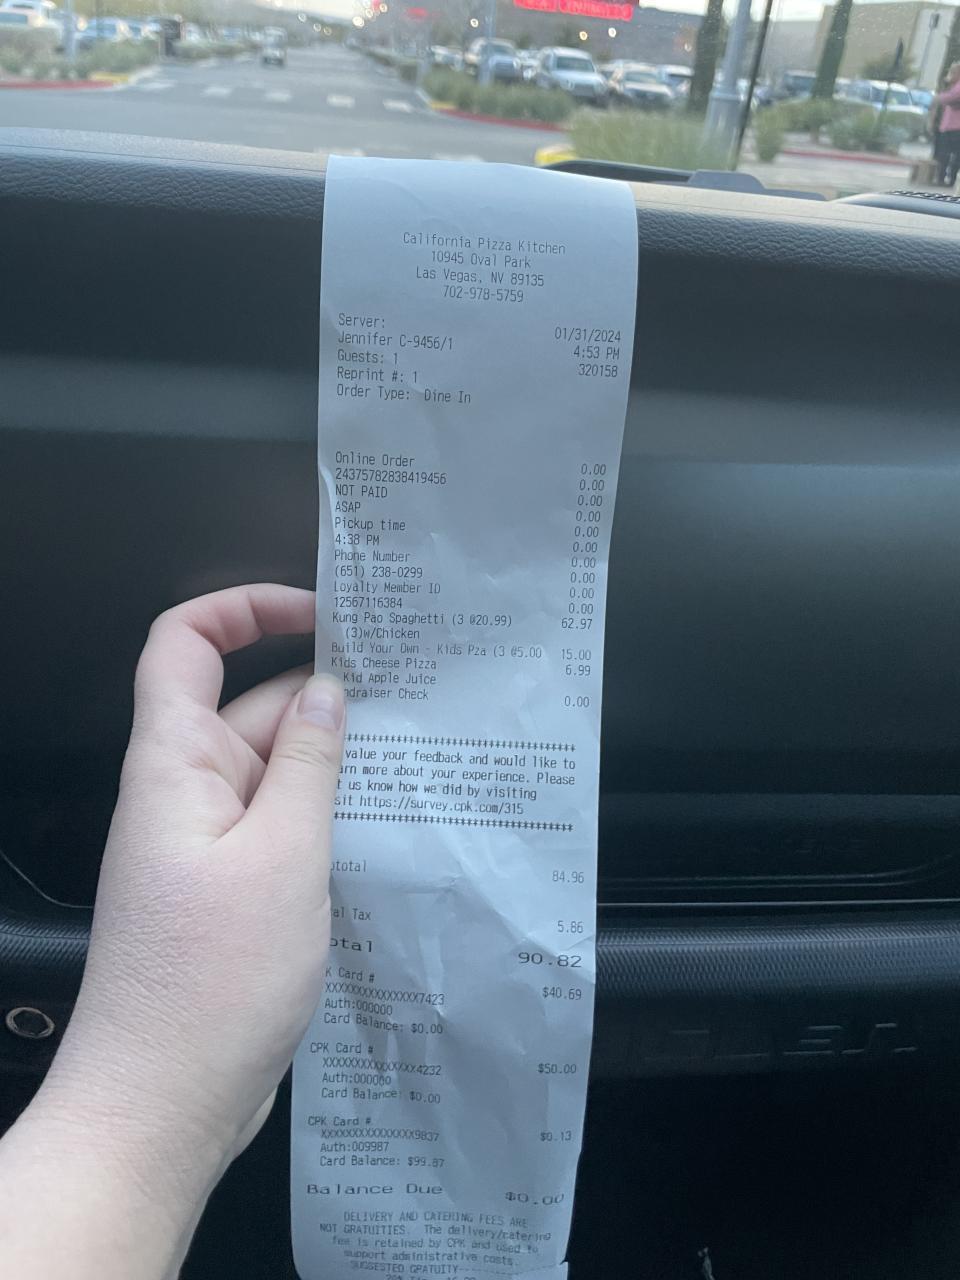 California Pizza Kitchen
10945 Oval Park
Las Vegas, NV 89135
702-978-5759
Server: 01/31/2024
Jennifer C-9456/1 4:53 PM
Guests: 1 320158
Reprint #: 1
Order Type: Dine In
Online Order 0.00
24375782838419456 0.00
NOT PAID 0.00
ASAP 0.00
Pickup time 0.00
4:38 PM 0.00
Phone Number 0.00
(651) 238-0299 0.00
Loyalty Member ID 0.00
12567116384 0.00
Kung Pao Spaghetti (3 @20.99) 62.97
(3)w/Chicken
Build Your Own - Kids Pza (3 @5.00 15.00
Kids Cheese Pizza 6.99
Kid Apple Juice
ndraiser Check 0.00
value your feedback and would like to
arn more about your experience. Please
t us know how we did by visiting
sit https://survey.cpk.com/315
total 84.96
al Tax 5.86
otal 90.82
K Card # $40.69
XXXXXXXXXXXXXXX7423
Auth:000000
Card Balance: $0.00
CPK Card # $50.00
XXXXXXXXXXXXXXX4232
Auth:000000
Card Balance: $0.00
CPK Card # $0.13
XXXXXXXXXXXXXXX9837
Auth:009987
Card Balance: $99.87
Balance Due $0.00
DELIVERY AND CATERING FEES ARE
NOT GRATUITIES. The delivery/catering
fee is retained by CPK and used to
support administrative costs.
SUGGESTED GRATUITY